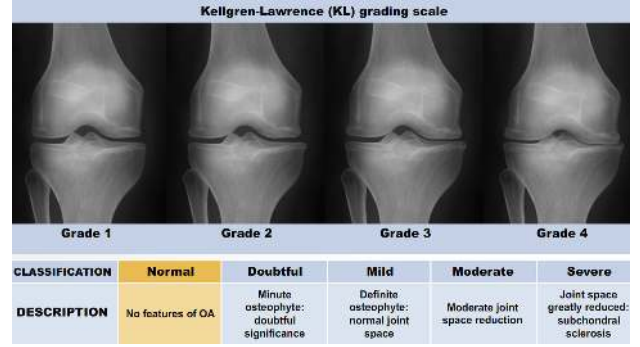 Kellgren-Lawrence (KL) grading scale
Grade 1 Grade 2 Grade 3 Grade 4
CLASSIFICATION Normal Doubtful Mild Moderate Severe
DESCRIPTION
No features of OA
Minute
osteophyte:
doubtful
significance
Definite
osteophyte:
normal joint
space
Moderate joint
space reduction
Joint space
greatly reduced:
subchondral
sclerosis